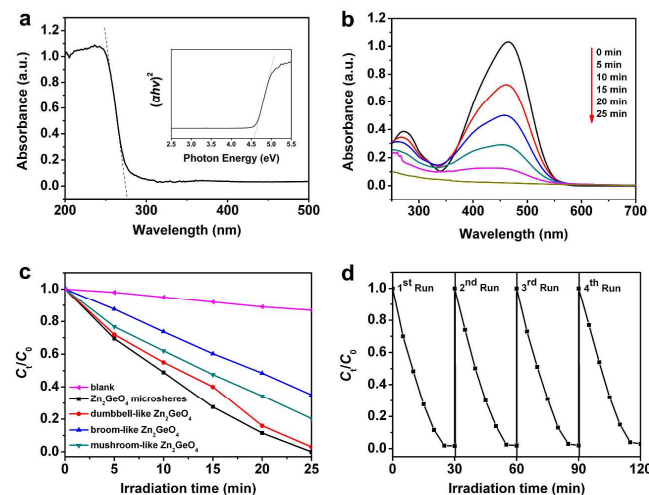 a
Absorbance (a.u.)
1.2
1.0
0.8
0.6
0.4
0.2
0.0
200 300 400 500
Wavelength (nm)
(αhv)²
2.5 3.0 3.5 4.0 4.5 5.0 5.5
Photon Energy (eV)
b
Absorbance (a.u.)
1.2
1.0
0.8
0.6
0.4
0.2
0.0
300 400 500 600 700
Wavelength (nm)
0 min
5 min
10 min
15 min
20 min
25 min
c
Cₜ/C₀
1.2
1.0
0.8
0.6
0.4
0.2
0.0
blank
Zn₂GeO₄ microsheres
dumbbell-like Zn₂GeO₄
broom-like Zn₂GeO₄
mushroom-like Zn₂GeO₄
0 5 10 15 20 25
Irradiation time (min)
d
Cₜ/C₀
1.0
0.8
0.6
0.4
0.2
0.0
1st Run 2nd Run 3rd Run 4th Run
0 30 60 90 120
Irradiation time (min)